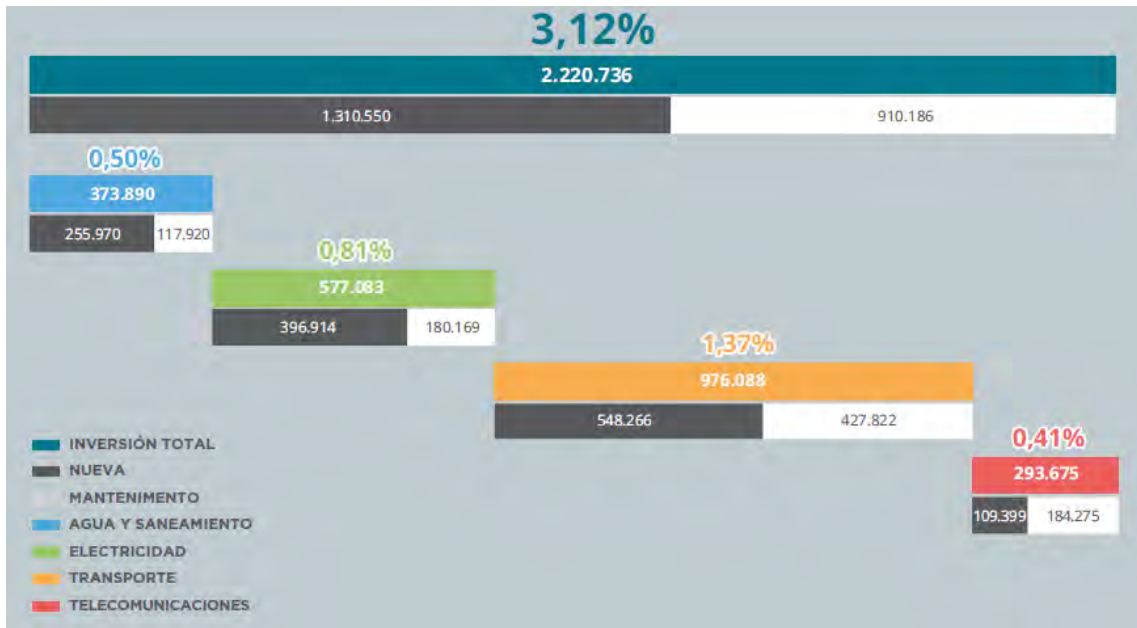 3,12%
2.220.736
1.310.550 910.186
0,50%
373.890
255.970 117.920
0,81%
577.083
396.914 180.169
1,37%
976.088
548.266 427.822
0,41%
293.675
109.399 184.275
INVERSIÓN TOTAL
NUEVA
MANTENIMENTO
AGUA Y SANEAMIENTO
ELECTRICIDAD
TRANSPORTE
TELECOMUNICACIONES